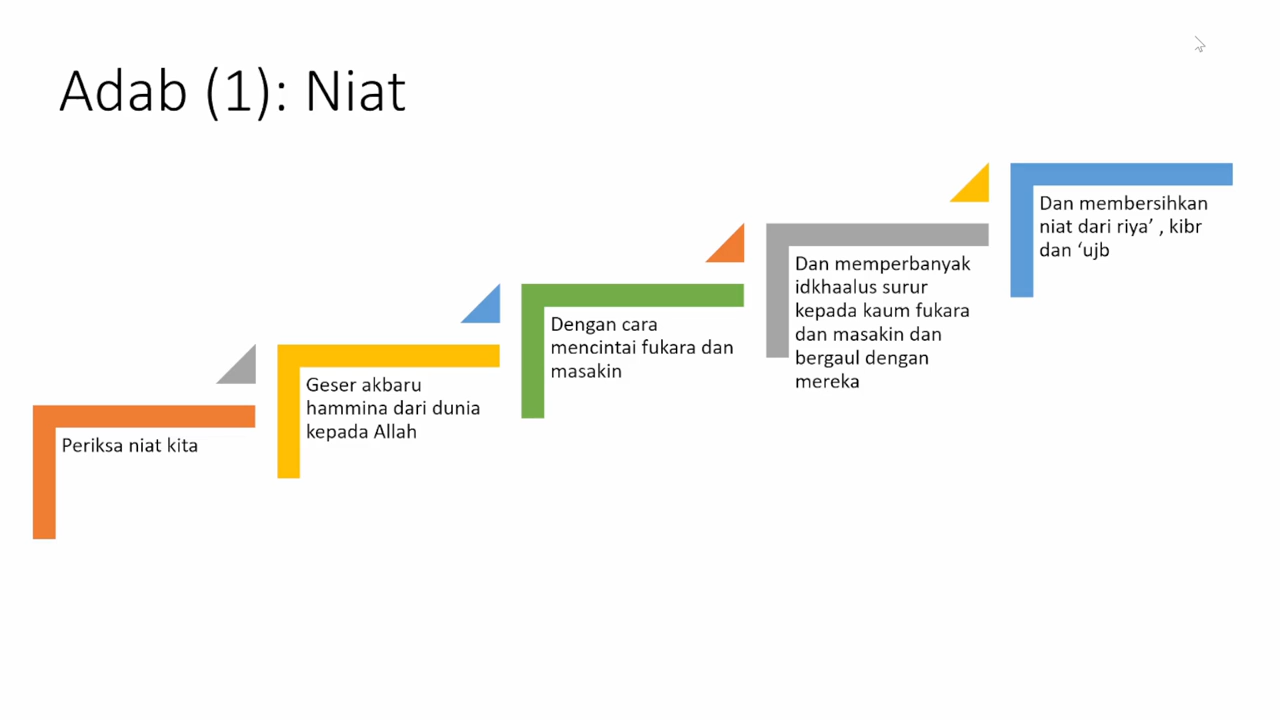 Adab (1): Niat
Periksa niat kita
Geser akbaru
hammina dari dunia
kepada Allah
Dengan cara
mencintai fukara dan
masakin
Dan memperbanyak
idkhaalus surur
kepada kaum fukara
dan masakin dan
bergaul dengan
mereka
Dan membersihkan
niat dari riya’ , kibr
dan ‘ujb